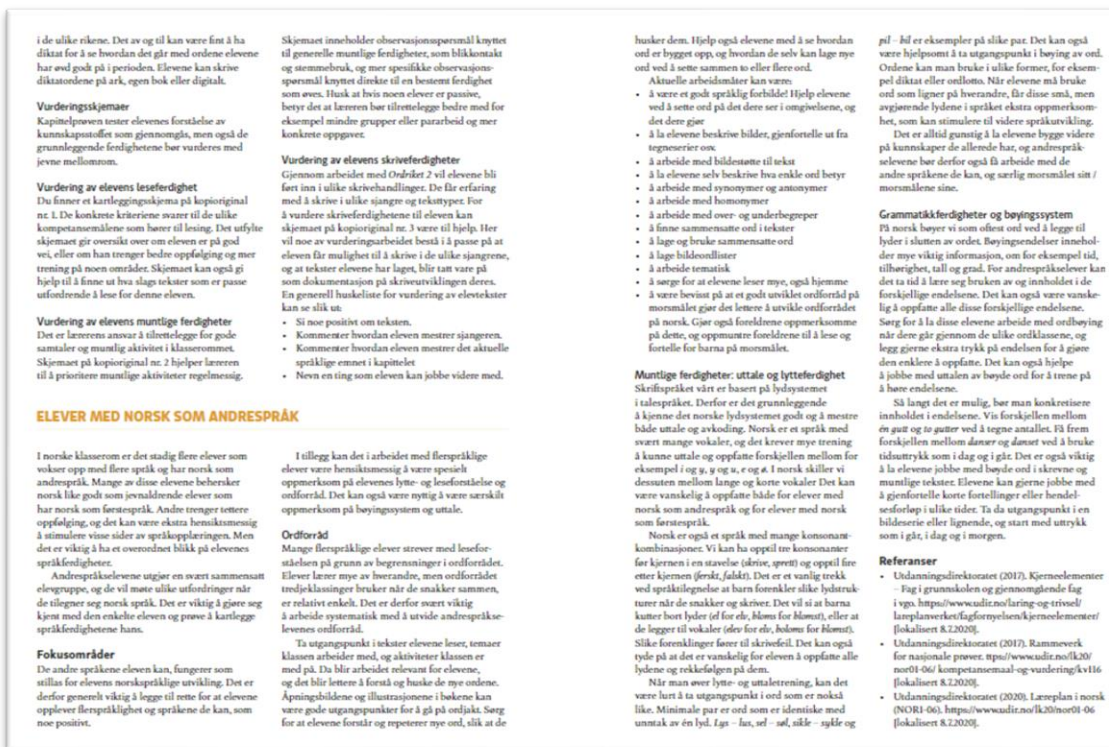 i de ulike rikene. Det av og til kan være fint å ha
diktat for å se hvordan det går med ordene elevene
har øvd godt på i perioden. Elevene kan skrive
diktatordene på ark, egen bok eller digitalt.
Vurderingsskjemaer
Kapittelprøven tester elevenes forståelse av
kunnskapsstoffet som gjennomgås, men også de
grunnleggende ferdighetene bør vurderes med
jevne mellomrom.
Vurdering av elevens leseferdighet
Du finner et kartleggingsskjema på kopioriginal
nr. 1. De konkrete kriteriene svarer til de ulike
kompetansemålene som hører til lesing. Det utfylte
skjemaet gir oversikt over om eleven er på god
vei, eller om han trenger bedre oppfølging og mer
trening på noen områder. Skjemaet kan også gi
hjelp til å finne ut hva slags tekster som er passe
utfordrende å lese for denne eleven.
Vurdering av elevens muntlige ferdigheter
Det er lærerens ansvar å tilrettelegge for gode
samtaler og muntlig aktivitet i klasserommet.
Skjemaet på kopioriginal nr. 2 hjelper læreren
til å prioritere muntlige aktiviteter regelmessig.
Skjemaet inneholder observasjonsspørsmål knyttet
til generelle muntlige ferdigheter, som blikkontakt
og stemmebruk, og mer spesifikke observasjons-
spørsmål knyttet direkte til en bestemt ferdighet
som øves. Husk at hvis noen elever er passive,
betyr det at læreren bør tilrettelegge bedre med for
eksempel mindre grupper eller pararbeid og mer
konkrete oppgaver.
Vurdering av elevens skriveferdigheter
Gjennom arbeidet med Ordriket 2 vil elevene bli
ført inn i ulike skrivehandlinger. De får erfaring
med å skrive i ulike sjangre og teksttyper. For
å vurdere skriveferdighetene til eleven kan
skjemaet på kopioriginal nr. 3 være til hjelp. Her
vil noe av vurderingsarbeidet bestå i å passe på at
eleven får mulighet til å skrive i de ulike sjangrene,
og at tekster elevene har laget, blir tatt vare på
som dokumentasjon på skriveutviklingen deres.
En generell huskeliste for vurdering av elevtekster
kan se slik ut:
• Si noe positivt om teksten.
• Kommenter hvordan eleven mestrer sjangeren.
• Kommenter hvordan eleven mestrer det aktuelle
språklige emnet i kapittelet
• Nevn en ting som eleven kan jobbe videre med.
ELEVER MED NORSK SOM ANDRESPRÅK
I norske klasserom er det stadig flere elever som
vokser opp med flere språk og har norsk som
andrespråk. Mange av disse elevene behersker
norsk like godt som jevnaldrende elever som
har norsk som førstespråk. Andre trenger tettere
oppfølging, og det kan være ekstra hensiktsmessig
å stimulere visse sider av språkopplæringen. Men
det er viktig å ha et overordnet blikk på elevenes
språkferdigheter.
Andrespråkselevene utgjør en svært sammensatt
elevgruppe, og de vil møte ulike utfordringer når
de tilegner seg norsk språk. Det er viktig å gjøre seg
kjent med den enkelte eleven og prøve å kartlegge
språkferdighetene hans.
Fokusområder
De andre språkene eleven kan, fungerer som
stillas for elevens norskspråklige utvikling. Det er
derfor generelt viktig å legge til rette for at elevene
opplever flerspråklighet og språkene de kan, som
noe positivt.
I tillegg kan det i arbeidet med flerspråklige
elever være hensiktsmessig å være spesielt
oppmerksom på elevenes lytte- og leseforståelse og
ordforråd. Det kan også være nyttig å være særskilt
oppmerksom på bøyingssystem og uttale.
Ordforråd
Mange flerspråklige elever strever med lesefor-
ståelsen på grunn av begrensninger i ordforrådet.
Elever lærer mye av hverandre, men ordforrådet
tredjeklassinger bruker når de snakker sammen,
er relativt enkelt. Det er derfor svært viktig
å arbeide systematisk med å utvide andrespråkse-
levenes ordforråd.
Ta utgangspunkt i tekster elevene leser, temaer
klassen arbeider med, og aktiviteter klassen er
med på. Da blir arbeidet relevant for elevene,
og det blir lettere å forstå og huske de nye ordene.
Åpningsbildene og illustrasjonene i bøkene kan
være gode utgangspunkter for å gå på ordjakt. Sørg
for at elevene forstår og repeterer nye ord, slik at de
husker dem. Hjelp også elevene med å se hvordan
ord er bygget opp, og hvordan de selv kan lage nye
ord ved å sette sammen to eller flere ord.
Aktuelle arbeidsmåter kan være:
• å være et godt språklig forbilde! Hjelp elevene
ved å sette ord på det dere ser i omgivelsene, og
det dere gjør
• å la elevene beskrive bilder, gjenfortelle ut fra
tegneserier osv.
• å arbeide med bildestøtte til tekst
• å la elevene selv beskrive hva enkle ord betyr
• å arbeide med synonymer og antonymer
• å arbeide med homonymer
• å arbeide med over- og underbegreper
• å finne sammensatte ord i tekster
• å lage og bruke sammensatte ord
• å lage bildeordlister
• å arbeide tematisk
• å sørge for at elevene leser mye, også hjemme
• å være bevisst på at et godt utviklet ordforråd på
morsmålet gjør det lettere å utvikle ordforrådet
på norsk. Gjør også foreldrene oppmerksomme
på dette, og oppmuntre foreldrene til å lese og
fortelle for barna på morsmålet.
Muntlige ferdigheter: uttale og lytteferdighet
Skriftspråket vårt er basert på lydsystemet
i talespråket. Derfor er det grunnleggende
å kjenne det norske lydsystemet godt og å mestre
både uttale og avkoding. Norsk er et språk med
svært mange vokaler, og det krever mye trening
å kunne uttale og oppfatte forskjellen mellom for
eksempel i og y, y og u, e og ø. I norsk skiller vi
dessuten mellom lange og korte vokaler Det kan
være vanskelig å oppfatte både for elever med
norsk som andrespråk og for elever med norsk
som førstespråk.
Norsk er også et språk med mange konsonant-
kombinasjoner. Vi kan ha opptil tre konsonanter
før kjernen i en stavelse (skrive, sprett) og opptil fire
etter kjernen (ferskt, falskt). Det er et vanlig trekk
ved språktilegnelse at barn forenkler slike lydstruk-
turer når de snakker og skriver. Det vil si at barna
kutter bort lyder (el for elv, bloms for blomst), eller at
de legger til vokaler (elev for elv, boloms for blomst).
Slike forenklinger fører til skrivefeil. Det kan også
tyde på at det er vanskelig for eleven å oppfatte alle
lydene og rekkefølgen på dem.
Når man øver lytte- og uttaletrening, kan det
være lurt å ta utgangspunkt i ord som er nokså
like. Minimale par er ord som er identiske med
unntak av én lyd. Lys – lus, sel – søl, sikle – sykle og
pil – bil er eksempler på slike par. Det kan også
være hjelpsomt å ta utgangspunkt i bøying av ord.
Ordene kan man bruke i ulike former, for eksem-
pel diktat eller ordlotto. Når elevene må bruke
ord som ligner på hverandre, får disse små, men
avgjørende lydene i språket ekstra oppmerksom-
het, som kan stimulere til videre språkutvikling.
Det er alltid gunstig å la elevene bygge videre
på kunnskaper de allerede har, og andrespråk-
selevene bør derfor også få arbeide med de
andre språkene de kan, og særlig morsmålet sitt /
morsmålene sine.
Grammatikkferdigheter og bøyingssystem
På norsk bøyer vi som oftest ord ved å legge til
lyder i slutten av ordet. Bøyingsendelser innehol-
der mye viktig informasjon, om for eksempel tid,
tilhørighet, tall og grad. For andrespråkselever kan
det ta tid å lære seg bruken av og innholdet i de
forskjellige endelsene. Det kan også være vanske-
lig å oppfatte alle disse forskjellige endelsene.
Sørg for å la disse elevene arbeide med ordbøying
når dere går gjennom de ulike ordklassene, og
legg gjerne ekstra trykk på endelsen for å gjøre
den enklere å oppfatte. Det kan også hjelpe
å jobbe med uttalen av bøyde ord for å trene på
å høre endelsene.
Så langt det er mulig, bør man konkretisere
innholdet i endelsene. Vis forskjellen mellom
én gutt og to gutter ved å tegne antallet. Få frem
forskjellen mellom danser og danset ved å bruke
tidsuttrykk som i dag og i går. Det er også viktig
å la elevene jobbe med bøyde ord i skrevne og
muntlige tekster. Elevene kan gjerne jobbe med
å gjenfortelle korte fortellinger eller hendel-
sesforløp i ulike tider. Ta da utgangspunkt i en
bildeserie eller lignende, og start med uttrykk
som i går, i dag og i morgen.
Referanser
• Utdanningsdirektoratet (2017). Kjerneelementer
– Fag i grunnskolen og gjennomgående fag
i vgo. https://www.udir.no/laring-og-trivsel/
lareplanverket/fagfornyelsen/kjerneelementer/
[lokalisert 8.7.2020].
• Utdanningsdirektoratet (2017). Rammeverk
for nasjonale prøver. ttps://www.udir.no/lk20/
nor01-06/ kompetansemaal-og-vurdering/kv116
[lokalisert 8.7.2020].
• Utdanningsdirektoratet (2020). Læreplan i norsk
(NOR1-06). https://www.udir.no/lk20/nor01-06
[lokalisert 8.7.2020].